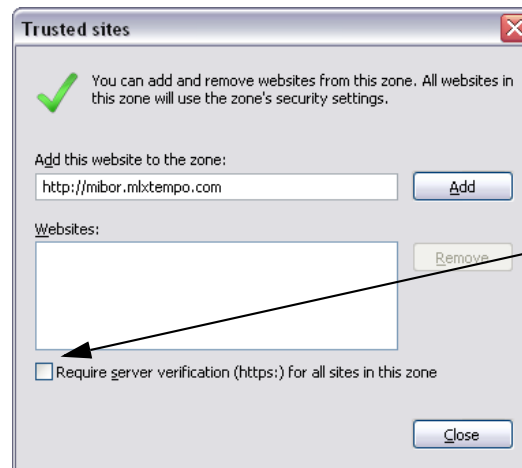 Trusted sites
You can add and remove websites from this zone. All websites in
this zone will use the zone's security settings.
Add this website to the zone:
http://mibor.mlxtempo.com
Add
Websites:
Remove
Require server verification (https:) for all sites in this zone
Close